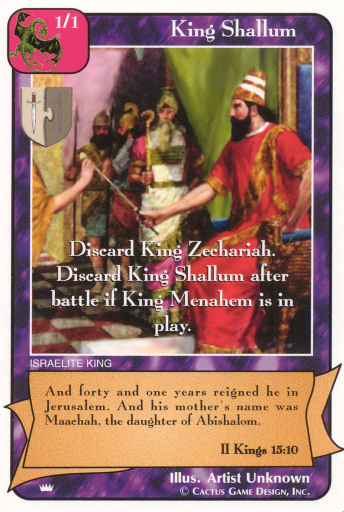 1/1
King Shallum
Discard King Zechariah.
Discard King Shallum after
battle if King Menahem is in
play.
ISRAELITE KING
And forty and one years reigned he in
Jerusalem. And his mother's name was
Maachah, the daughter of Abishalom.
II Kings 15:10
Illus. Artist Unknown
© CACTUS GAME DESIGN, INC.